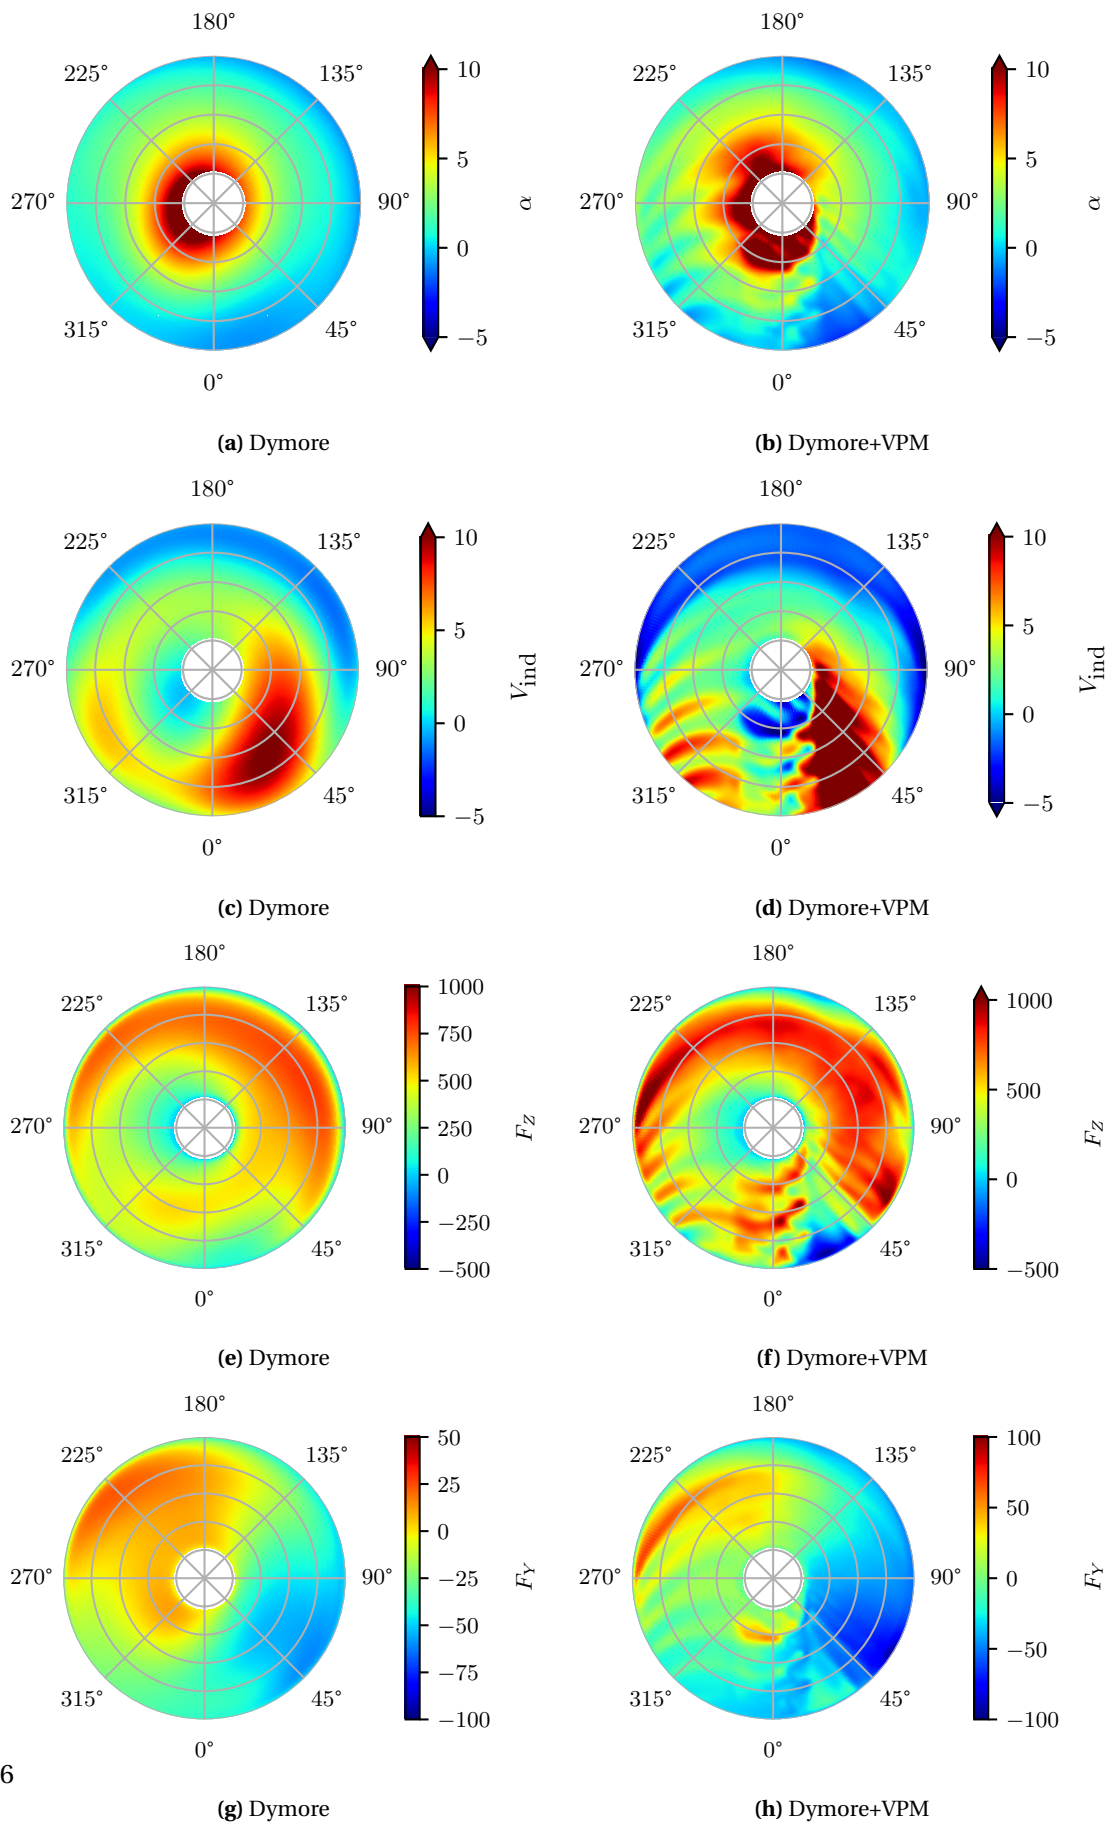 180° 180°
225° 135° 10 225° 135° 10
5 5
270° 90° α 270° 90° α
0 0
315° 45° −5 315° 45° −5
0° 0°
(a) Dymore (b) Dymore+VPM
180° 180°
225° 135° 10 225° 135° 10
5 5
270° 90° V_ind 270° 90° V_ind
0 0
315° 45° −5 315° 45° −5
0° 0°
(c) Dymore (d) Dymore+VPM
180° 180°
225° 135° 1000 225° 135° 1000
750
500 500
270° 90° 250 F_Z 270° 90° F_Z
0 0
−250
315° 45° −500 315° 45° −500
0° 0°
(e) Dymore (f) Dymore+VPM
180° 180°
225° 135° 50 225° 135° 100
25 50
0
270° 90° −25 F_Y 270° 90° 0 F_Y
−50 −50
−75
315° 45° −100 315° 45° −100
0° 0°
6
(g) Dymore (h) Dymore+VPM